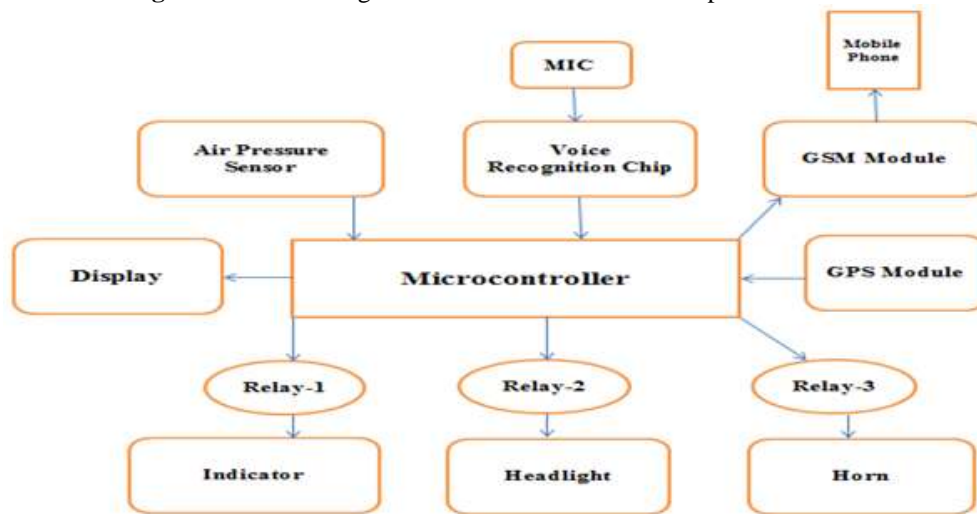 MIC
Mobile
Phone
Air Pressure
Sensor
Voice
Recognition Chip
GSM Module
Display
Microcontroller
GPS Module
Relay-1
Relay-2
Relay-3
Indicator
Headlight
Horn